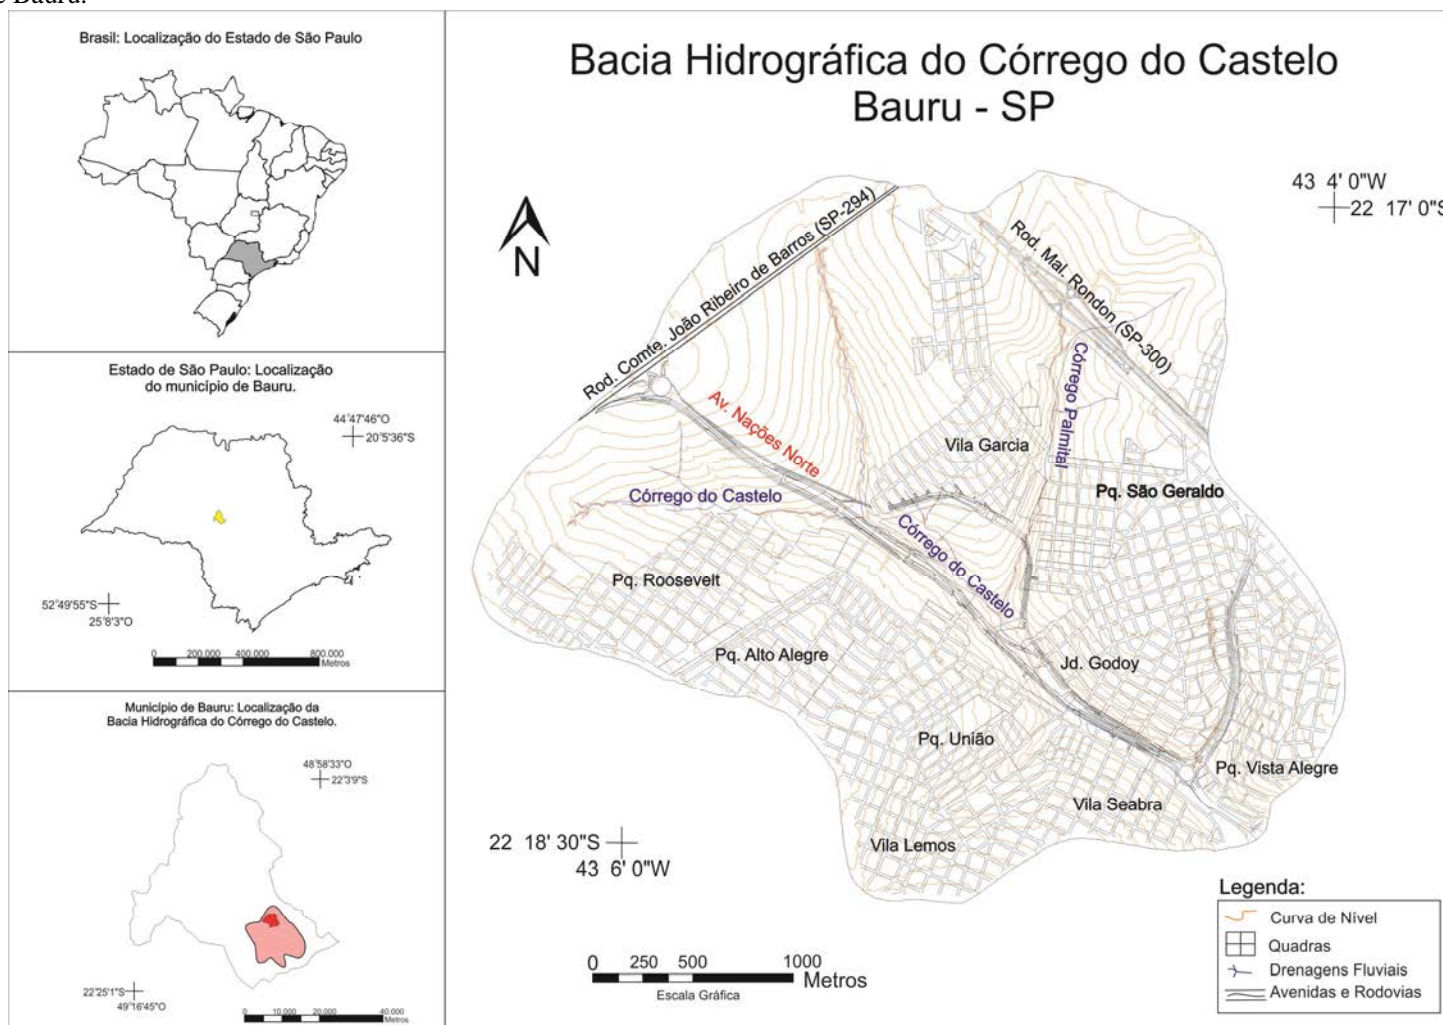 e Bauru.
Brasil: Localização do Estado de São Paulo
Estado de São Paulo: Localização
do município de Bauru.
44°47'46"O
20°5'36"S
52°49'55"S
25°8'3"O
0 200.000 400.000 800.000
Metros
Município de Bauru: Localização da
Bacia Hidrográfica do Córrego do Castelo.
48°58'33"O
22°3'9"S
22°25'1"S
49°16'45"O
0 10.000 20.000 40.000
Metros
Bacia Hidrográfica do Córrego do Castelo
Bauru - SP
43 4' 0"W
22 17' 0"S
N
Rod. Comte. João Ribeiro de Barros (SP-294)
Rod. Mal. Rondon (SP-300)
Córrego Palmital
Av. Nações Norte
Vila Garcia
Córrego do Castelo
Pq. São Geraldo
Córrego do Castelo
Pq. Roosevelt
Pq. Alto Alegre
Jd. Godoy
Pq. União
Pq. Vista Alegre
Vila Seabra
Vila Lemos
22 18' 30"S
43 6' 0"W
0 250 500 1000
Metros
Escala Gráfica
Legenda:
Curva de Nível
Quadras
Drenagens Fluviais
Avenidas e Rodovias